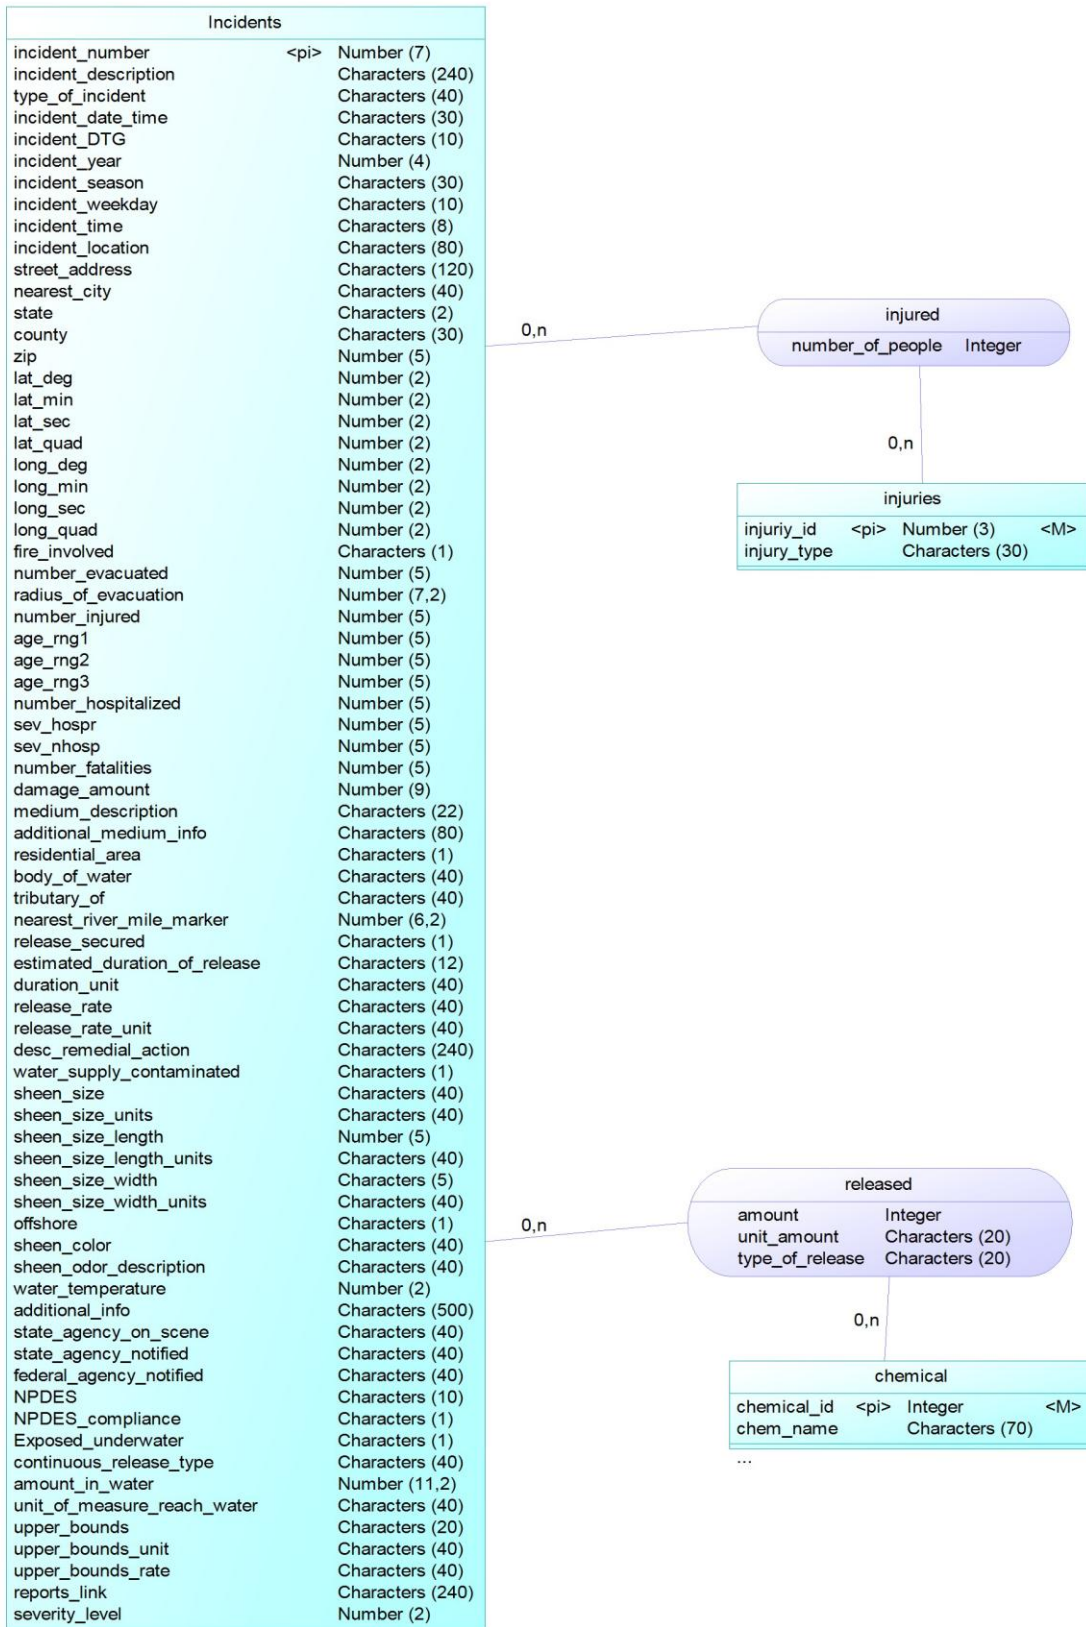 Incidents
incident_number <pi> Number (7)
incident_description Characters (240)
type_of_incident Characters (40)
incident_date_time Characters (30)
incident_DTG Characters (10)
incident_year Number (4)
incident_season Characters (30)
incident_weekday Characters (10)
incident_time Characters (8)
incident_location Characters (80)
street_address Characters (120)
nearest_city Characters (40)
state Characters (2)
county Characters (30)
zip Number (5)
lat_deg Number (2)
lat_min Number (2)
lat_sec Number (2)
lat_quad Number (2)
long_deg Number (2)
long_min Number (2)
long_sec Number (2)
long_quad Number (2)
fire_involved Characters (1)
number_evacuated Number (5)
radius_of_evacuation Number (7,2)
number_injured Number (5)
age_rng1 Number (5)
age_rng2 Number (5)
age_rng3 Number (5)
number_hospitalized Number (5)
sev_hospr Number (5)
sev_nhosp Number (5)
number_fatalities Number (5)
damage_amount Number (9)
medium_description Characters (22)
additional_medium_info Characters (80)
residential_area Characters (1)
body_of_water Characters (40)
tributary_of Characters (40)
nearest_river_mile_marker Number (6,2)
release_secured Characters (1)
estimated_duration_of_release Characters (12)
duration_unit Characters (40)
release_rate Characters (40)
release_rate_unit Characters (40)
desc_remedial_action Characters (240)
water_supply_contaminated Characters (1)
sheen_size Characters (40)
sheen_size_units Characters (40)
sheen_size_length Number (5)
sheen_size_length_units Characters (40)
sheen_size_width Characters (5)
sheen_size_width_units Characters (40)
offshore Characters (1)
sheen_color Characters (40)
sheen_odor_description Characters (40)
water_temperature Number (2)
additional_info Characters (500)
state_agency_on_scene Characters (40)
state_agency_notified Characters (40)
federal_agency_notified Characters (40)
NPDES Characters (10)
NPDES_compliance Characters (1)
Exposed_underwater Characters (1)
continuous_release_type Characters (40)
amount_in_water Number (11,2)
unit_of_measure_reach_water Characters (40)
upper_bounds Characters (20)
upper_bounds_unit Characters (40)
upper_bounds_rate Characters (40)
reports_link Characters (240)
severity_level Number (2)
0,n
injured
number_of_people Integer
0,n
injuries
injuriy_id <pi> Number (3) <M>
injury_type Characters (30)
0,n
released
amount Integer
unit_amount Characters (20)
type_of_release Characters (20)
0,n
chemical
chemical_id <pi> Integer <M>
chem_name Characters (70)
...